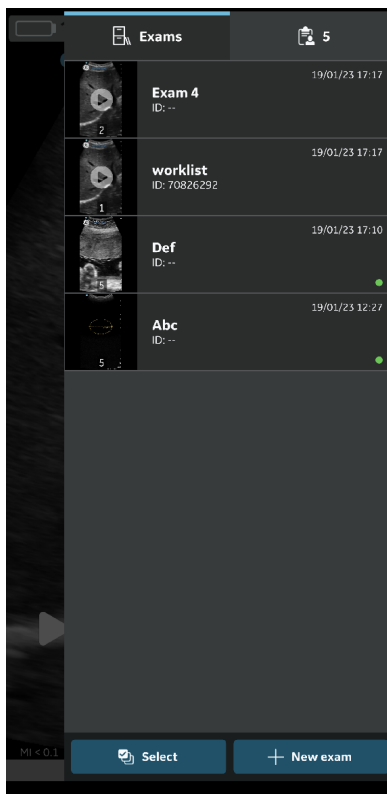 Exams
5
19/01/23 17:17
Exam 4
ID: --
2
19/01/23 17:17
worklist
ID: 70826292
1
19/01/23 17:10
Def
ID: --
5
19/01/23 12:27
Abc
ID: --
5
MI < 0.1
Select
New exam